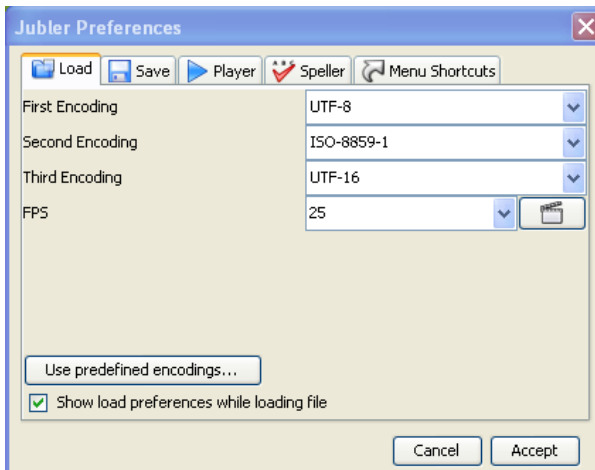 Jubler Preferences
Load Save Player Speller Menu Shortcuts
First Encoding UTF-8
Second Encoding ISO-8859-1
Third Encoding UTF-16
FPS 25
Use predefined encodings...
Show load preferences while loading file
Cancel Accept